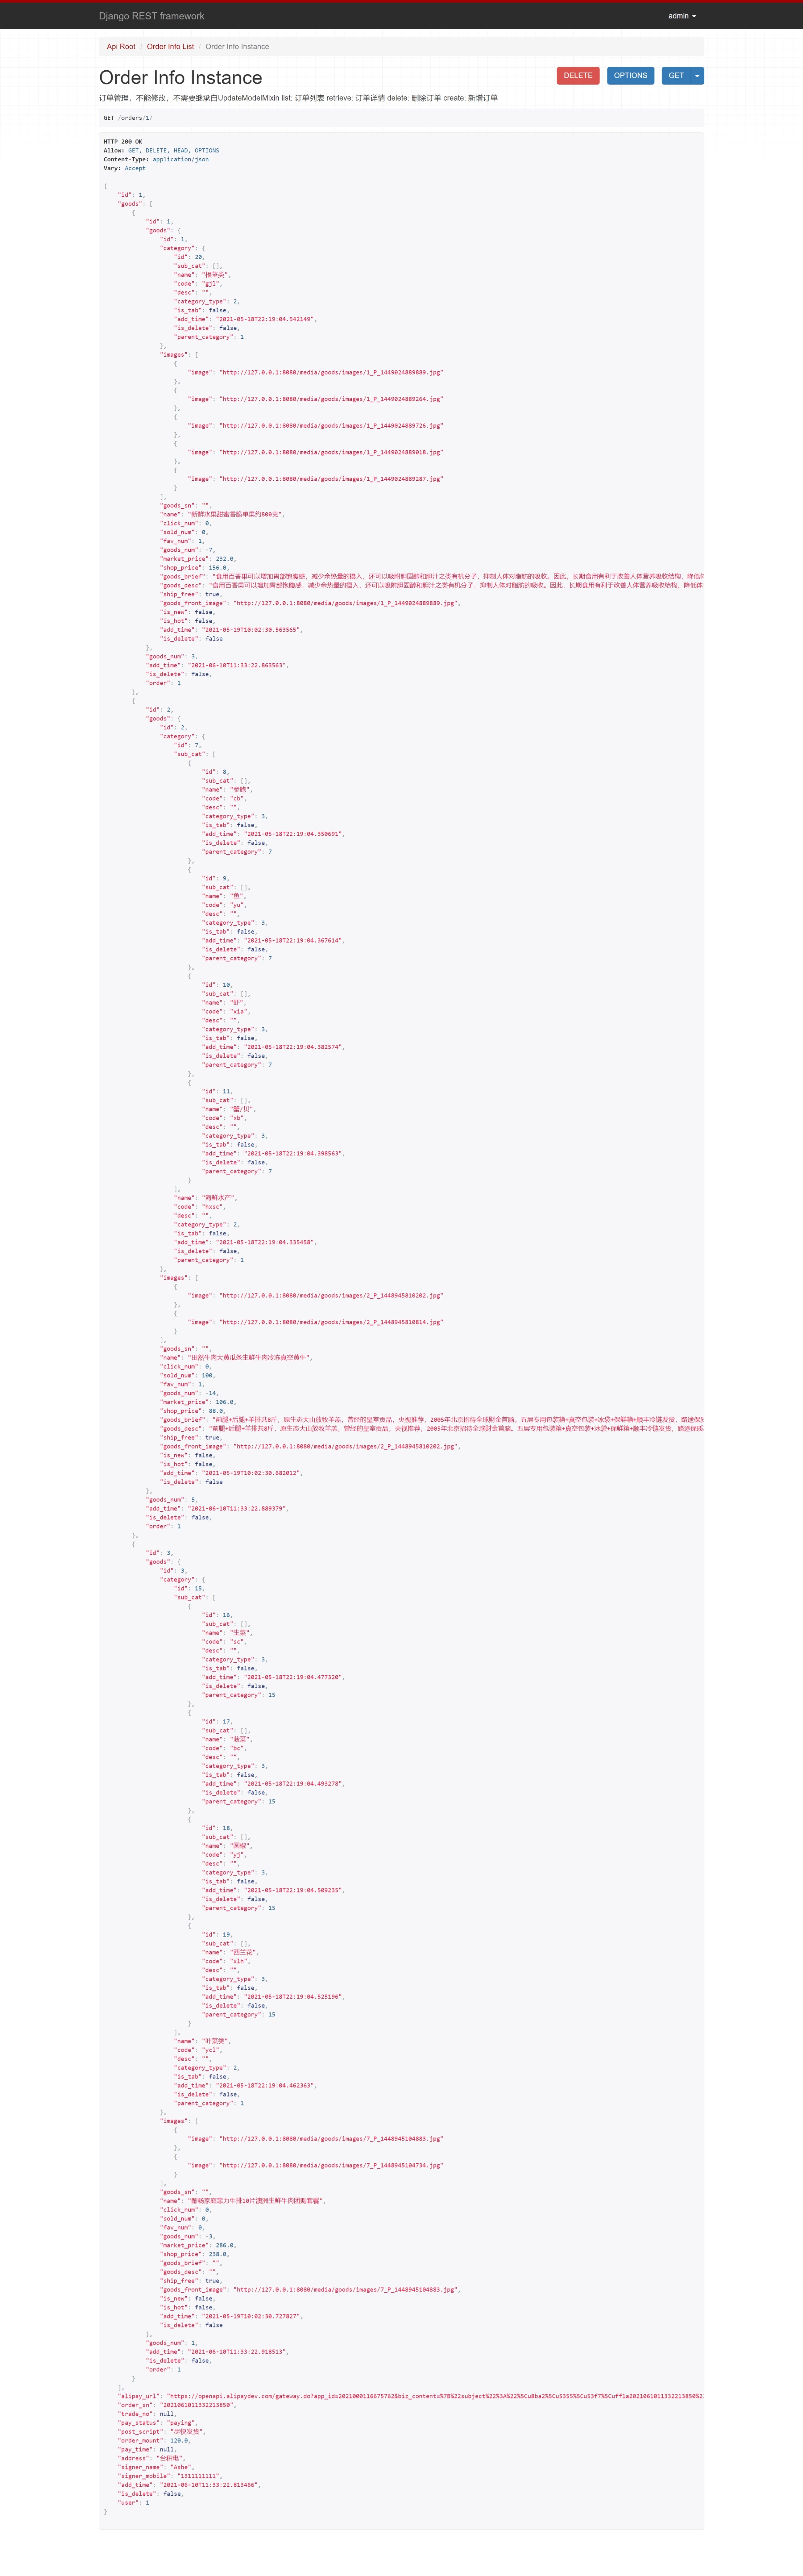 Django REST framework
admin
Api Root / Order Info List / Order Info Instance
Order Info Instance
DELETE
OPTIONS
GET
订单管理，不能修改，不需要继承自UpdateModelMixin list: 订单列表 retrieve: 订单详情 delete: 删除订单 create: 新增订单
GET /orders/1/
HTTP 200 OK
Allow: GET, DELETE, HEAD, OPTIONS
Content-Type: application/json
Vary: Accept
{
"id": 1,
"goods": [
{
"id": 1,
"goods": {
"id": 1,
"category": {
"id": 20,
"sub_cat": [],
"name": "根茎类",
"code": "gjl",
"desc": "",
"category_type": 2,
"is_tab": false,
"add_time": "2021-05-18T22:19:04.542149",
"is_delete": false,
"parent_category": 1
},
"images": [
{
"image": "http://127.0.0.1:8080/media/goods/images/1_P_1449024889889.jpg"
},
{
"image": "http://127.0.0.1:8080/media/goods/images/1_P_1449024889264.jpg"
},
{
"image": "http://127.0.0.1:8080/media/goods/images/1_P_1449024889726.jpg"
},
{
"image": "http://127.0.0.1:8080/media/goods/images/1_P_1449024889018.jpg"
},
{
"image": "http://127.0.0.1:8080/media/goods/images/1_P_1449024889287.jpg"
}
],
"goods_sn": "",
"name": "新鲜水果甜蜜香脆单果约800克",
"click_num": 0,
"sold_num": 0,
"fav_num": 1,
"goods_num": -7,
"market_price": 232.0,
"shop_price": 156.0,
"goods_brief": "食用百香果可以增加胃部饱腹感，减少余热量的摄入，还可以吸附胆固醇和胆汁之类有机分子，抑制人体对脂肪的吸收。因此，长期食用有利于改善人体营养吸收结构，降低
"goods_desc": "食用百香果可以增加胃部饱腹感，减少余热量的摄入，还可以吸附胆固醇和胆汁之类有机分子，抑制人体对脂肪的吸收。因此，长期食用有利于改善人体营养吸收结构，降低体
"ship_free": true,
"goods_front_image": "http://127.0.0.1:8080/media/goods/images/1_P_1449024889889.jpg",
"is_new": false,
"is_hot": false,
"add_time": "2021-05-19T10:02:30.563565",
"is_delete": false
},
"goods_num": 3,
"add_time": "2021-06-10T11:33:22.863563",
"is_delete": false,
"order": 1
},
{
"id": 2,
"goods": {
"id": 2,
"category": {
"id": 7,
"sub_cat": [
{
"id": 8,
"sub_cat": [],
"name": "参鲍",
"code": "cb",
"desc": "",
"category_type": 3,
"is_tab": false,
"add_time": "2021-05-18T22:19:04.350691",
"is_delete": false,
"parent_category": 7
},
{
"id": 9,
"sub_cat": [],
"name": "鱼",
"code": "yu",
"desc": "",
"category_type": 3,
"is_tab": false,
"add_time": "2021-05-18T22:19:04.367614",
"is_delete": false,
"parent_category": 7
},
{
"id": 10,
"sub_cat": [],
"name": "虾",
"code": "xia",
"desc": "",
"category_type": 3,
"is_tab": false,
"add_time": "2021-05-18T22:19:04.382574",
"is_delete": false,
"parent_category": 7
},
{
"id": 11,
"sub_cat": [],
"name": "蟹/贝",
"code": "xb",
"desc": "",
"category_type": 3,
"is_tab": false,
"add_time": "2021-05-18T22:19:04.398563",
"is_delete": false,
"parent_category": 7
}
],
"name": "海鲜水产",
"code": "hxsc",
"desc": "",
"category_type": 2,
"is_tab": false,
"add_time": "2021-05-18T22:19:04.335458",
"is_delete": false,
"parent_category": 1
},
"images": [
{
"image": "http://127.0.0.1:8080/media/goods/images/2_P_1448945810202.jpg"
},
{
"image": "http://127.0.0.1:8080/media/goods/images/2_P_1448945810814.jpg"
}
],
"goods_sn": "",
"name": "田然牛肉大黄瓜条生鲜牛肉冷冻真空黄牛",
"click_num": 0,
"sold_num": 100,
"fav_num": 1,
"goods_num": -14,
"market_price": 106.0,
"shop_price": 88.0,
"goods_brief": "前腿+后腿+羊排共8斤，原生态大山放牧羊羔，曾经的皇室贡品，央视推荐，2005年北京招待全球财金首脑。五层专用包装箱+真空包装+冰袋+保鲜箱+顺丰冷链发货，路途保
"goods_desc": "前腿+后腿+羊排共8斤，原生态大山放牧羊羔，曾经的皇室贡品，央视推荐，2005年北京招待全球财金首脑。五层专用包装箱+真空包装+冰袋+保鲜箱+顺丰冷链发货，路途保质
"ship_free": true,
"goods_front_image": "http://127.0.0.1:8080/media/goods/images/2_P_1448945810202.jpg",
"is_new": false,
"is_hot": false,
"add_time": "2021-05-19T10:02:30.682012",
"is_delete": false
},
"goods_num": 5,
"add_time": "2021-06-10T11:33:22.889379",
"is_delete": false,
"order": 1
},
{
"id": 3,
"goods": {
"id": 3,
"category": {
"id": 15,
"sub_cat": [
{
"id": 16,
"sub_cat": [],
"name": "生菜",
"code": "sc",
"desc": "",
"category_type": 3,
"is_tab": false,
"add_time": "2021-05-18T22:19:04.477320",
"is_delete": false,
"parent_category": 15
},
{
"id": 17,
"sub_cat": [],
"name": "菠菜",
"code": "bc",
"desc": "",
"category_type": 3,
"is_tab": false,
"add_time": "2021-05-18T22:19:04.493278",
"is_delete": false,
"parent_category": 15
},
{
"id": 18,
"sub_cat": [],
"name": "圆椒",
"code": "yj",
"desc": "",
"category_type": 3,
"is_tab": false,
"add_time": "2021-05-18T22:19:04.509235",
"is_delete": false,
"parent_category": 15
},
{
"id": 19,
"sub_cat": [],
"name": "西兰花",
"code": "xlh",
"desc": "",
"category_type": 3,
"is_tab": false,
"add_time": "2021-05-18T22:19:04.525196",
"is_delete": false,
"parent_category": 15
}
],
"name": "叶菜类",
"code": "ycl",
"desc": "",
"category_type": 2,
"is_tab": false,
"add_time": "2021-05-18T22:19:04.462363",
"is_delete": false,
"parent_category": 1
},
"images": [
{
"image": "http://127.0.0.1:8080/media/goods/images/7_P_1448945104883.jpg"
},
{
"image": "http://127.0.0.1:8080/media/goods/images/7_P_1448945104734.jpg"
}
],
"goods_sn": "",
"name": "酣畅家庭菲力牛排10片澳洲生鲜牛肉团购套餐",
"click_num": 0,
"sold_num": 0,
"fav_num": 0,
"goods_num": -3,
"market_price": 286.0,
"shop_price": 238.0,
"goods_brief": "",
"goods_desc": "",
"ship_free": true,
"goods_front_image": "http://127.0.0.1:8080/media/goods/images/7_P_1448945104883.jpg",
"is_new": false,
"is_hot": false,
"add_time": "2021-05-19T10:02:30.727827",
"is_delete": false
},
"goods_num": 1,
"add_time": "2021-06-10T11:33:22.918513",
"is_delete": false,
"order": 1
}
],
"alipay_url": "https://openapi.alipaydev.com/gateway.do?app_id=2021000116675762&biz_content=%7B%22subject%22%3A%22%5Cu8ba2%5Cu5355%5Cu53f7%5Cuff1a2021061011332213850%22
"order_sn": "2021061011332213850",
"trade_no": null,
"pay_status": "paying",
"post_script": "尽快发货",
"order_mount": 120.0,
"pay_time": null,
"address": "台积电",
"signer_name": "Ashe",
"signer_mobile": "1311111111",
"add_time": "2021-06-10T11:33:22.813466",
"is_delete": false,
"user": 1
}